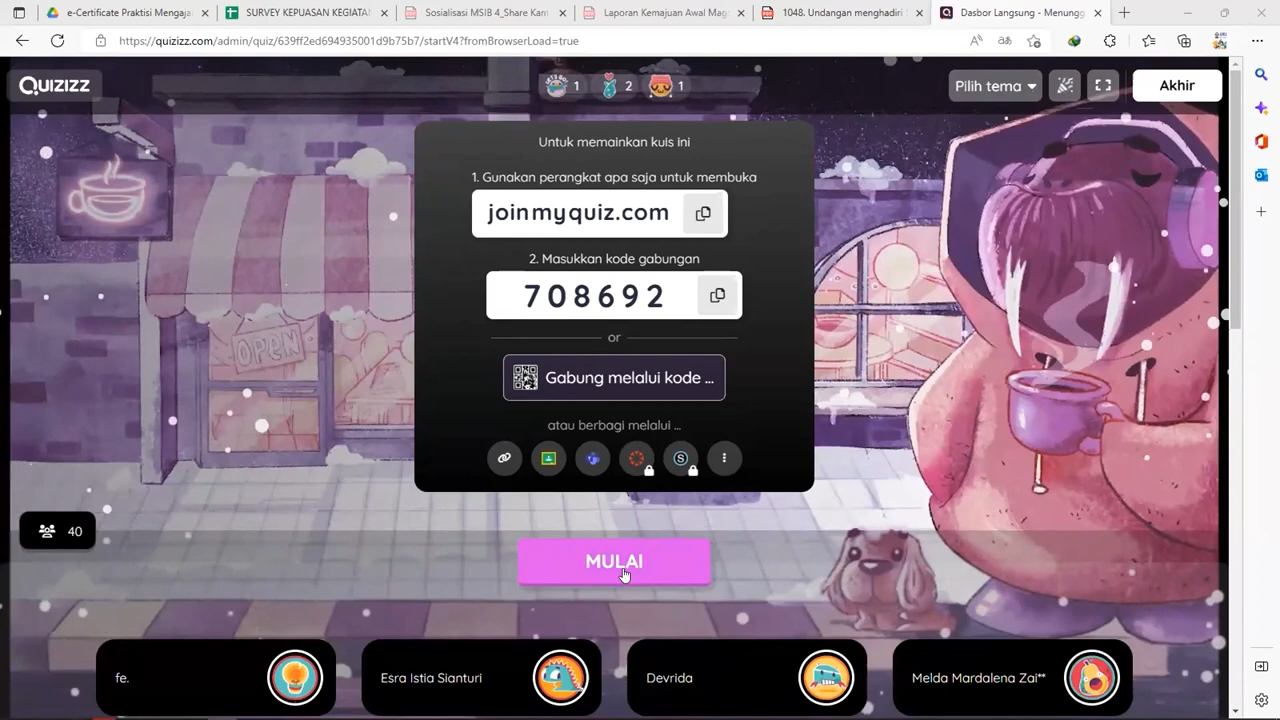 e-Certificate Praktisi Mengaja
SURVEY KEPUASAN KEGIATAN
Sosialisasi MSIB 4_Share Kam
Laporan Kemajuan Awal Mag
1048. Undangan menghadiri S
Dasbor Langsung - Menungg
https://quizizz.com/admin/quiz/639ff2ed694935001d9b75b7/startV4?fromBrowserLoad=true
QUIZIZZ
1
2
1
Pilih tema
Akhir
Untuk memainkan kuis ini
1. Gunakan perangkat apa saja untuk membuka
joinmyquiz.com
2. Masukkan kode gabungan
708692
or
Gabung melalui kode ...
atau berbagi melalui ...
OPEN
40
MULAI
fe.
Esra Istia Sianturi
Devrida
Melda Mardalena Zai**